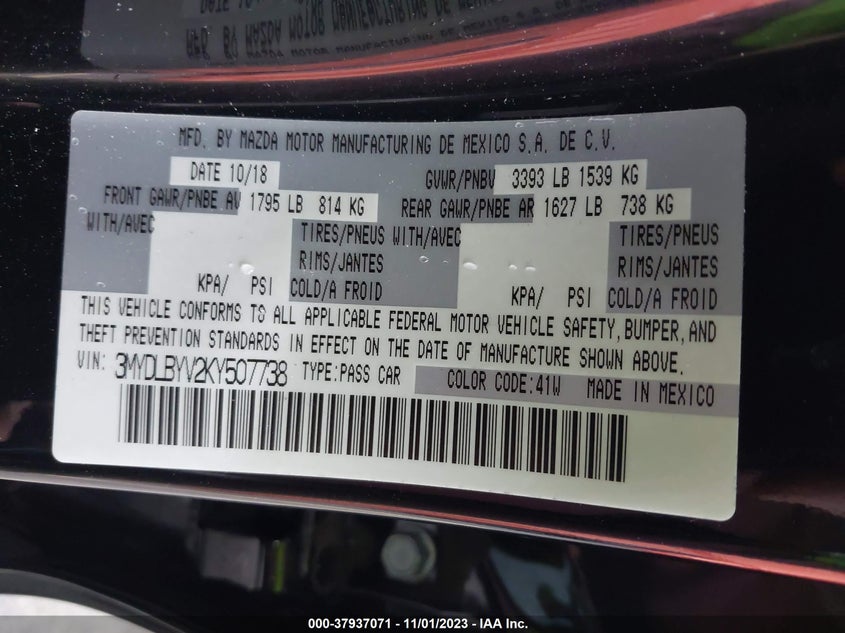 MFD. BY MAZDA MOTOR MANUFACTURING DE MEXICO S.A. DE C.V.
DATE 10/18 GVWR/PNBV 3393 LB 1539 KG
FRONT GAWR/PNBE AV 1795 LB 814 KG REAR GAWR/PNBE AR 1627 LB 738 KG
WITH/AVEC TIRES/PNEUS WITH/AVEC TIRES/PNEUS
RIMS/JANTES RIMS/JANTES
KPA/ PSI COLD/A FROID KPA/ PSI COLD/A FROID
THIS VEHICLE CONFORMS TO ALL APPLICABLE FEDERAL MOTOR VEHICLE SAFETY, BUMPER, AND
THEFT PREVENTION STANDARDS IN EFFECT ON THE DATE OF MANUFACTURE SHOWN ABOVE.
VIN: 3MYDLBYV2KY507738 TYPE:PASS CAR COLOR CODE:41W MADE IN MEXICO
000-37937071 - 11/01/2023 - IAA Inc.